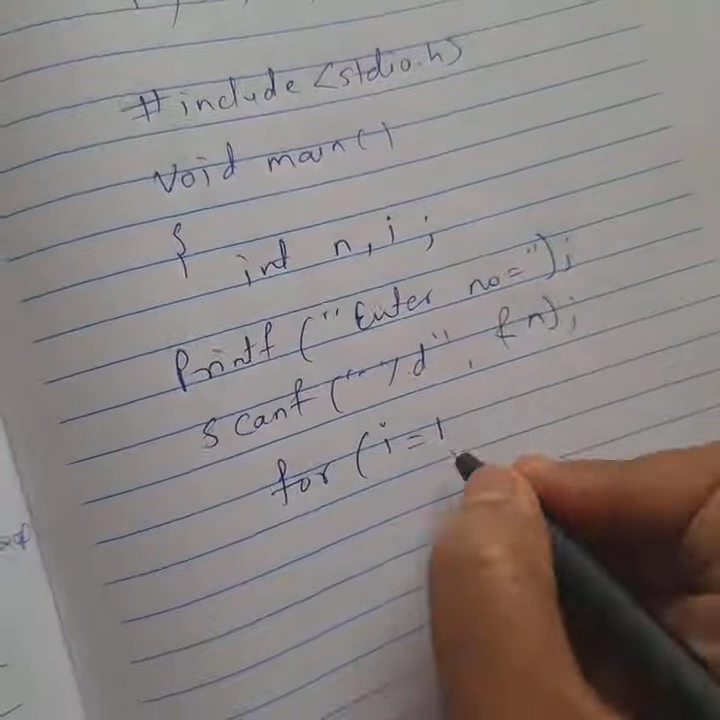 #include <stdio.h>
void main()
{ int n, i ;
Printf ("Enter no=");
scanf ("%d", &n);
for (i=1